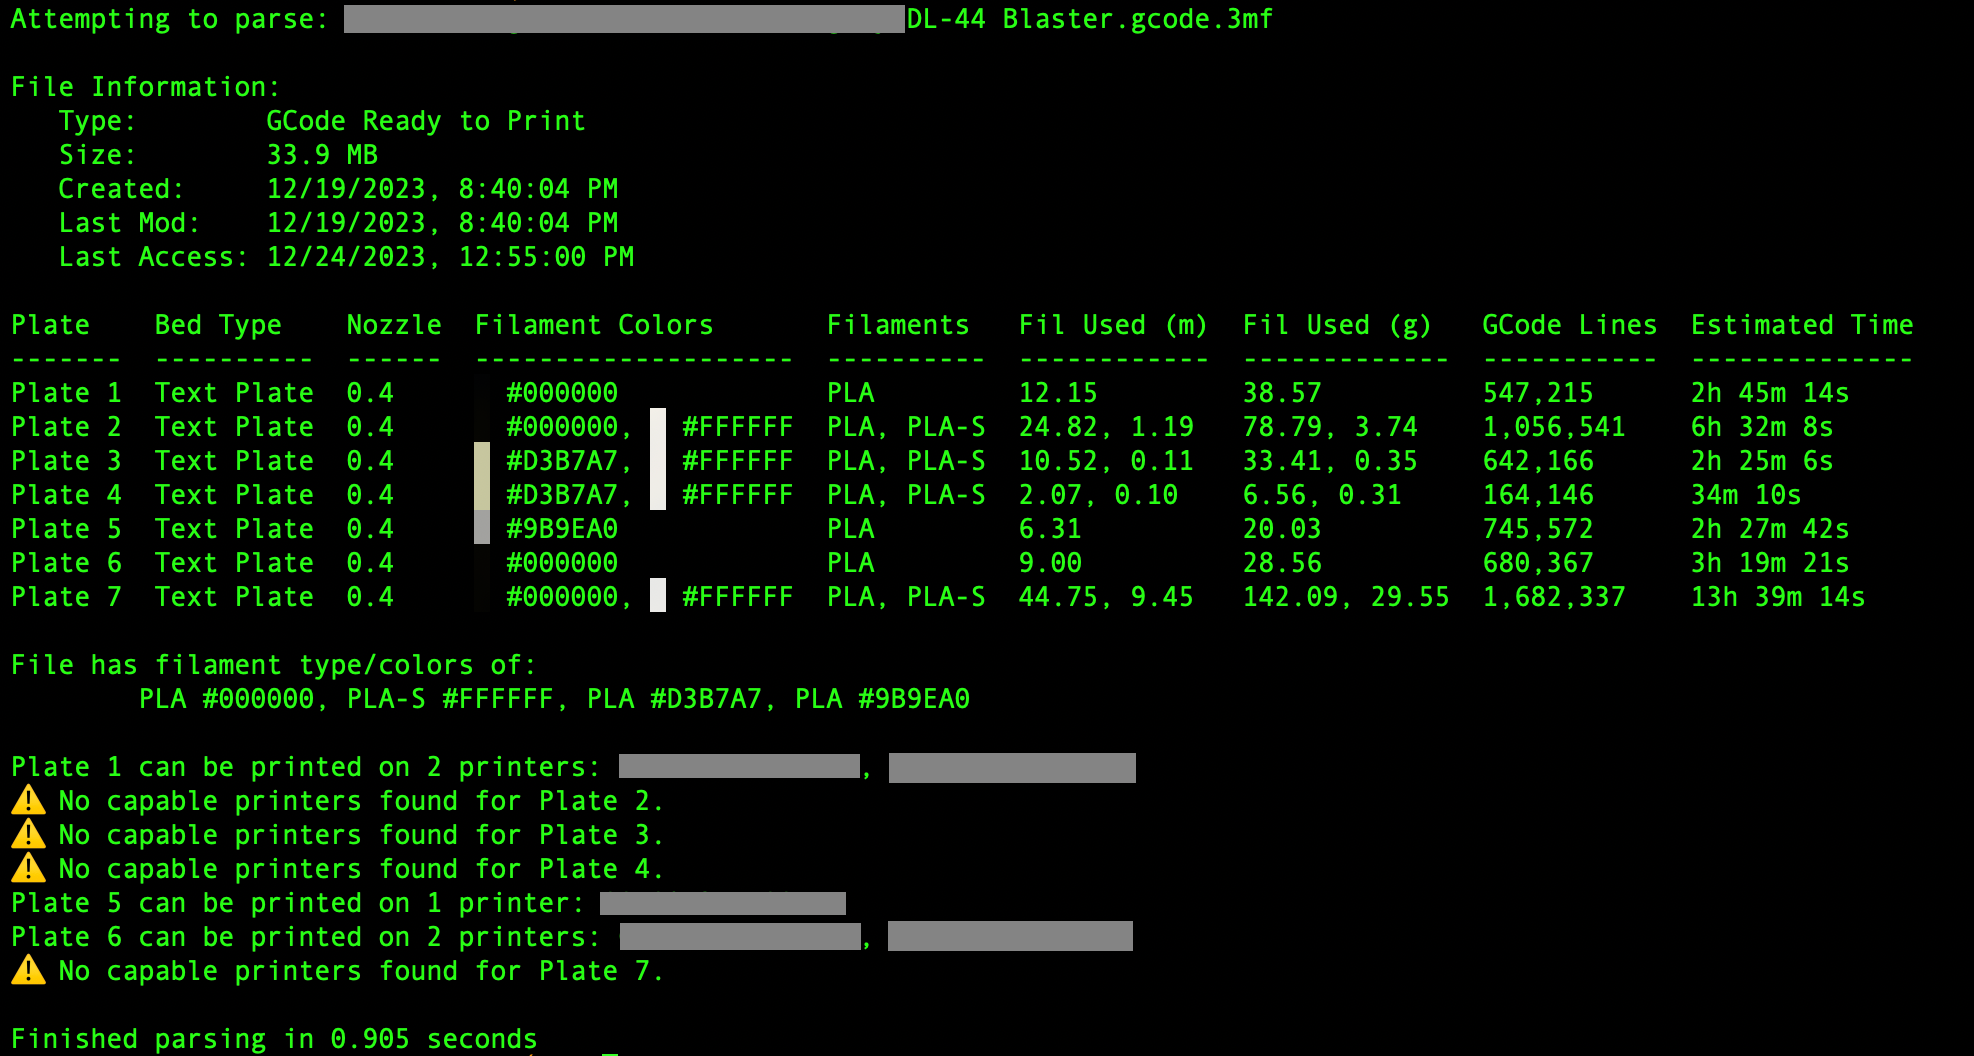 Attempting to parse: DL-44 Blaster.gcode.3mf
File Information:
Type: GCode Ready to Print
Size: 33.9 MB
Created: 12/19/2023, 8:40:04 PM
Last Mod: 12/19/2023, 8:40:04 PM
Last Access: 12/24/2023, 12:55:00 PM
Plate Bed Type Nozzle Filament Colors Filaments Fil Used (m) Fil Used (g) GCode Lines Estimated Time
------- ---------- ------ -------------------- ---------- ------------ ------------- ----------- --------------
Plate 1 Text Plate 0.4 #000000 PLA 12.15 38.57 547,215 2h 45m 14s
Plate 2 Text Plate 0.4 #000000, #FFFFFF PLA, PLA-S 24.82, 1.19 78.79, 3.74 1,056,541 6h 32m 8s
Plate 3 Text Plate 0.4 #D3B7A7, #FFFFFF PLA, PLA-S 10.52, 0.11 33.41, 0.35 642,166 2h 25m 6s
Plate 4 Text Plate 0.4 #D3B7A7, #FFFFFF PLA, PLA-S 2.07, 0.10 6.56, 0.31 164,146 34m 10s
Plate 5 Text Plate 0.4 #9B9EA0 PLA 6.31 20.03 745,572 2h 27m 42s
Plate 6 Text Plate 0.4 #000000 PLA 9.00 28.56 680,367 3h 19m 21s
Plate 7 Text Plate 0.4 #000000, #FFFFFF PLA, PLA-S 44.75, 9.45 142.09, 29.55 1,682,337 13h 39m 14s
File has filament type/colors of:
PLA #000000, PLA-S #FFFFFF, PLA #D3B7A7, PLA #9B9EA0
Plate 1 can be printed on 2 printers: ,
No capable printers found for Plate 2.
No capable printers found for Plate 3.
No capable printers found for Plate 4.
Plate 5 can be printed on 1 printer:
Plate 6 can be printed on 2 printers: ,
No capable printers found for Plate 7.
Finished parsing in 0.905 seconds